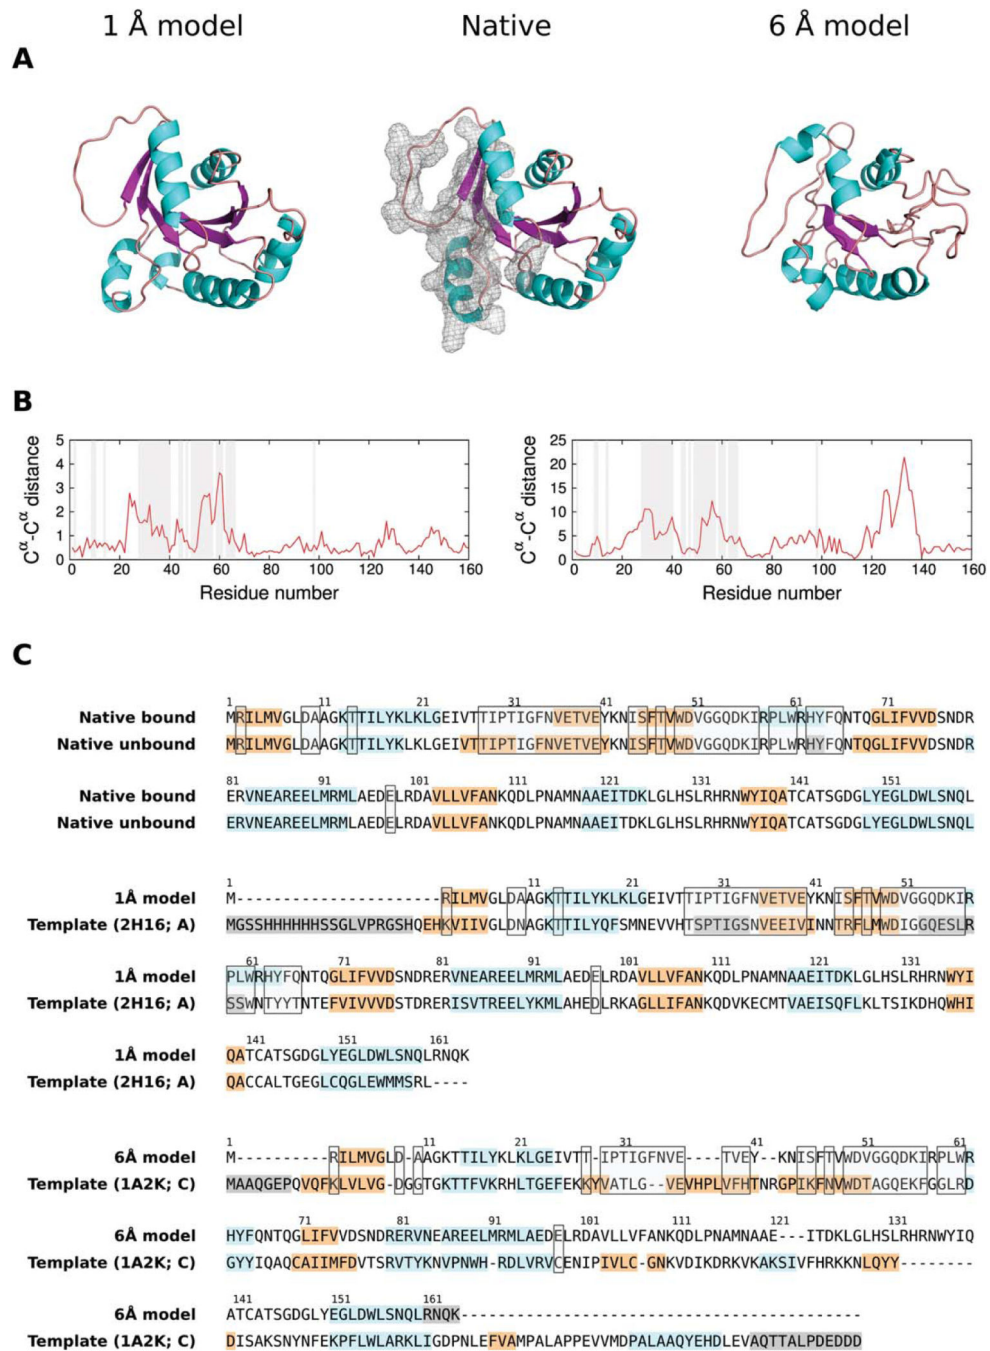 1 Å model Native 6 Å model
A
B
Cα-Cα distance
5
4
3
2
1
0
0 20 40 60 80 100 120 140 160
Residue number
Cα-Cα distance
25
20
15
10
5
0
0 20 40 60 80 100 120 140 160
Residue number
C
1 11 21 31 41 51 61 71
Native bound MRILMVGLDAAGKTTILYKLKLGEIVTTIPTIGFNVETVEYKNISFTVWDVGGQDKIRPLWRHYFQNTQGLIFVVDSNDR
Native unbound MRILMVGLDAAGKTTILYKLKLGEIVTTIPTIGFNVETVEYKNISFTVWDVGGQDKIRPLWRHYFQNTQGLIFVVDSNDR
81 91 101 111 121 131 141 151
Native bound ERVNEAREELMRMLAEDELRDAVLLVFANKQDLPNAMNAAEITDKLGLHSLRHRNWYIQATCATSGDGLYEGLDWLSNQL
Native unbound ERVNEAREELMRMLAEDELRDAVLLVFANKQDLPNAMNAAEITDKLGLHSLRHRNWYIQATCATSGDGLYEGLDWLSNQL
1 11 21 31 41 51
1Å model M----------------------RILMVGLDAAGKTTILYKLKLGEIVTTIPTIGFNVETVEYKNISFTVWDVGGQDKIR
Template (2H16; A) MGSSHHHHHHSSGLVPRGSHQEHKVIIVGLDNAGKTTILYQFSMNEVVHTSPTIGSNVEEIVINNTRFLMWDIGGQESLR
61 71 81 91 101 111 121 131
1Å model PLWRHYFQNTQGLIFVVDSNDRERVNEAREELMRMLAEDELRDAVLLVFANKQDLPNAMNAAEITDKLGLHSLRHRNWYI
Template (2H16; A) SSWNTYYTNTEFVIVVVDSTDRERISVTREELYKMLAHEDLRKAGLLIFANKQDVKECMTVAEISQFLKLTSIKDHQWHI
141 151 161
1Å model QATCATSGDGLYEGLDWLSNQLRNQK
Template (2H16; A) QACCALTGEGLCQGLEWMMSRL----
1 11 21 31 41 51 61
6Å model M----------RILMVGLD-AAGKTTILYKLKLGEIVTT-IPTIGFNVE----TVEY--KNISFTVWDVGGQDKIRPLWR
Template (1A2K; C) MAAQGEPQVQFKLVLVG-DGGTGKTTFVKRHLTGEFEKKYVATLG--VEVHPLVFHTNRGPIKFNVWDTAGQEKFGGLRD
71 81 91 101 111 121 131
6Å model HYFQNTQGLIFVVDSNDRERVNEAREELMRMLAEDELRDAVLLVFANKQDLPNAMNAAE---ITDKLGLHSLRHRNWYIQ
Template (1A2K; C) GYYIQAQCAIIMFDVTSRVTYKNVPNWH-RDLVRVCENIPIVLC-GNKVDIKDRKVKAKSIVFHRKKNLQYY--------
141 151 161
6Å model ATCATSGDGLYEGLDWLSNQLRNQK-------------------------------------------
Template (1A2K; C) DISAKSNYNFEKPFLWLARKLIGDPNLEFVAMPALAPPEVVMDPALAAQYEHDLEVAQTTALPDEDDD